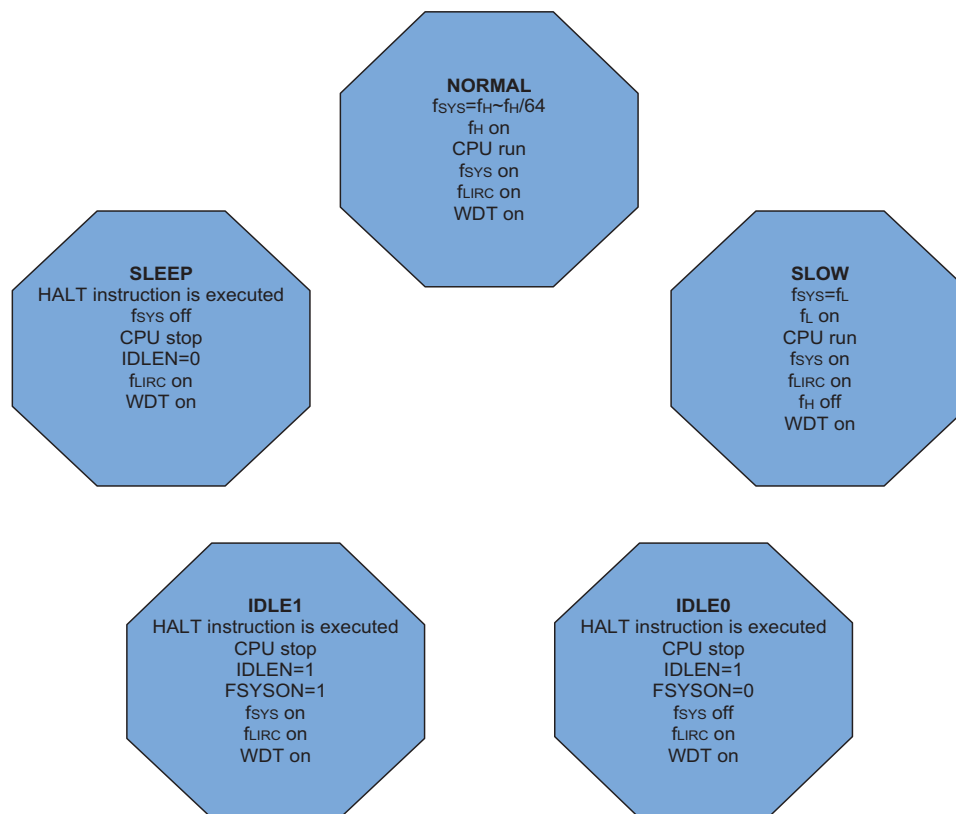 NORMAL
fSYS=fH~fH/64
fH on
CPU run
fSYS on
fLIRC on
WDT on
SLEEP
HALT instruction is executed
fSYS off
CPU stop
IDLEN=0
fLIRC on
WDT on
SLOW
fSYS=fL
fL on
CPU run
fSYS on
fLIRC on
fH off
WDT on
IDLE1
HALT instruction is executed
CPU stop
IDLEN=1
FSYSON=1
fSYS on
fLIRC on
WDT on
IDLE0
HALT instruction is executed
CPU stop
IDLEN=1
FSYSON=0
fSYS off
fLIRC on
WDT on